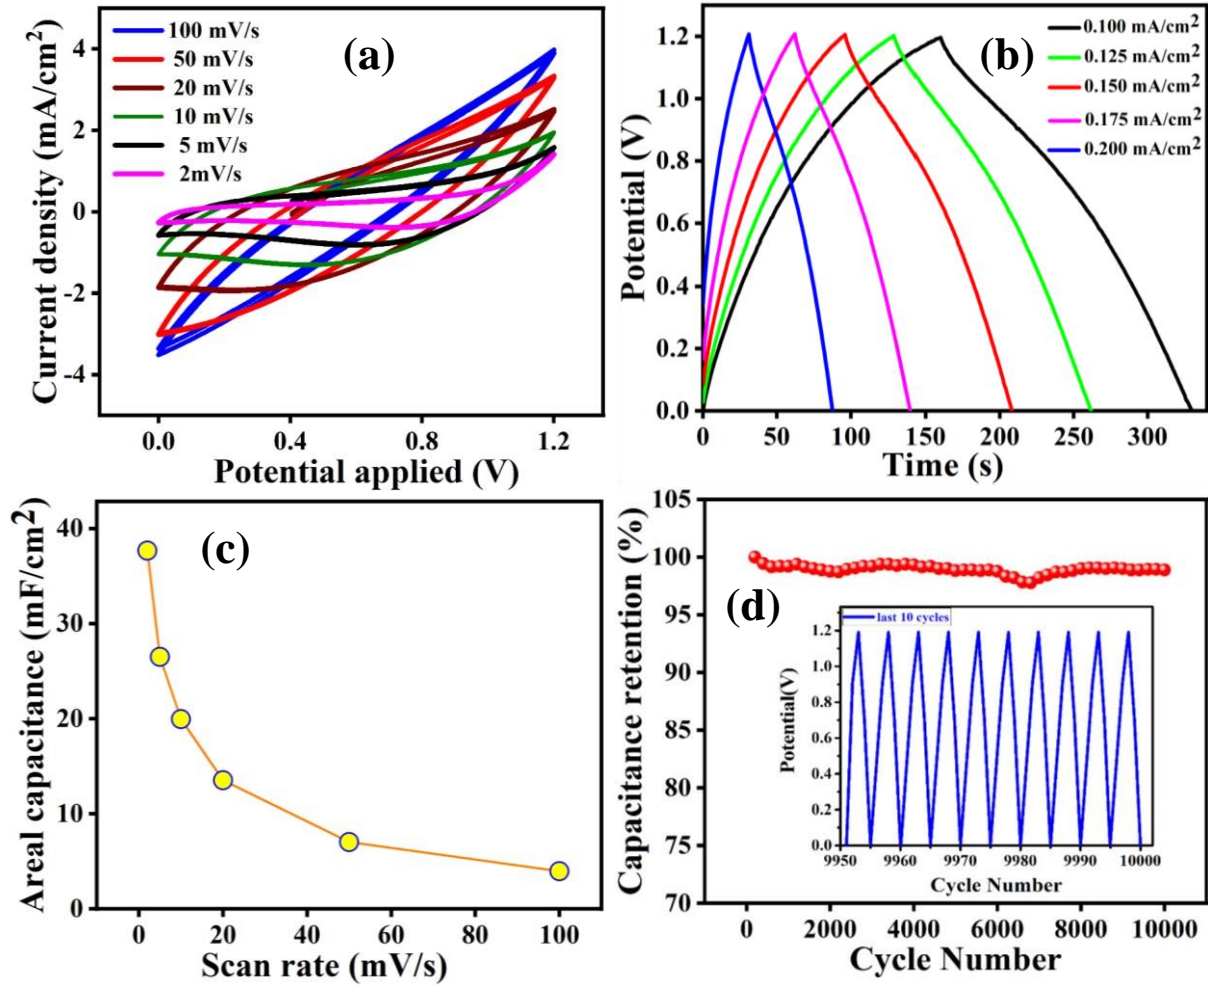 (a)
100 mV/s
50 mV/s
20 mV/s
10 mV/s
5 mV/s
2mV/s
Current density (mA/cm²)
4
2
0
-2
-4
0.0 0.4 0.8 1.2
Potential applied (V)
(b)
0.100 mA/cm²
0.125 mA/cm²
0.150 mA/cm²
0.175 mA/cm²
0.200 mA/cm²
Potential (V)
1.2
1.0
0.8
0.6
0.4
0.2
0.0
0 50 100 150 200 250 300
Time (s)
(c)
Areal capacitance (mF/cm²)
40
30
20
10
0
0 20 40 60 80 100
Scan rate (mV/s)
(d)
Capacitance retention (%)
105
100
95
90
85
80
75
70
0 2000 4000 6000 8000 10000
Cycle Number
last 10 cycles
Potential(V)
1.2
1.0
0.8
0.6
0.4
0.2
0.0
9950 9960 9970 9980 9990 10000
Cycle Number